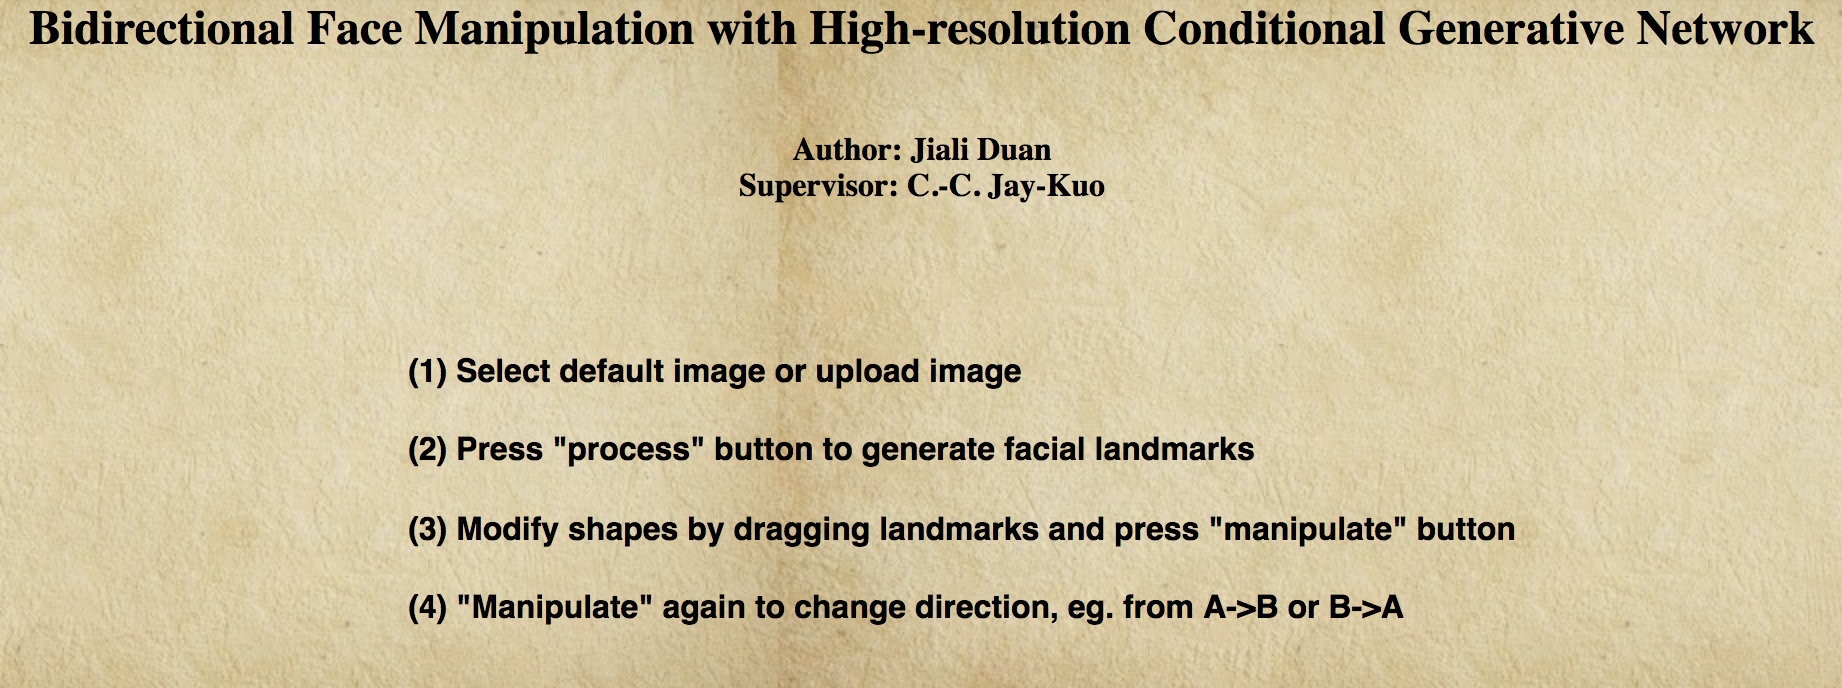 Bidirectional Face Manipulation with High-resolution Conditional Generative Network
Author: Jiali Duan
Supervisor: C.-C. Jay-Kuo
(1) Select default image or upload image
(2) Press "process" button to generate facial landmarks
(3) Modify shapes by dragging landmarks and press "manipulate" button
(4) "Manipulate" again to change direction, eg. from A->B or B->A